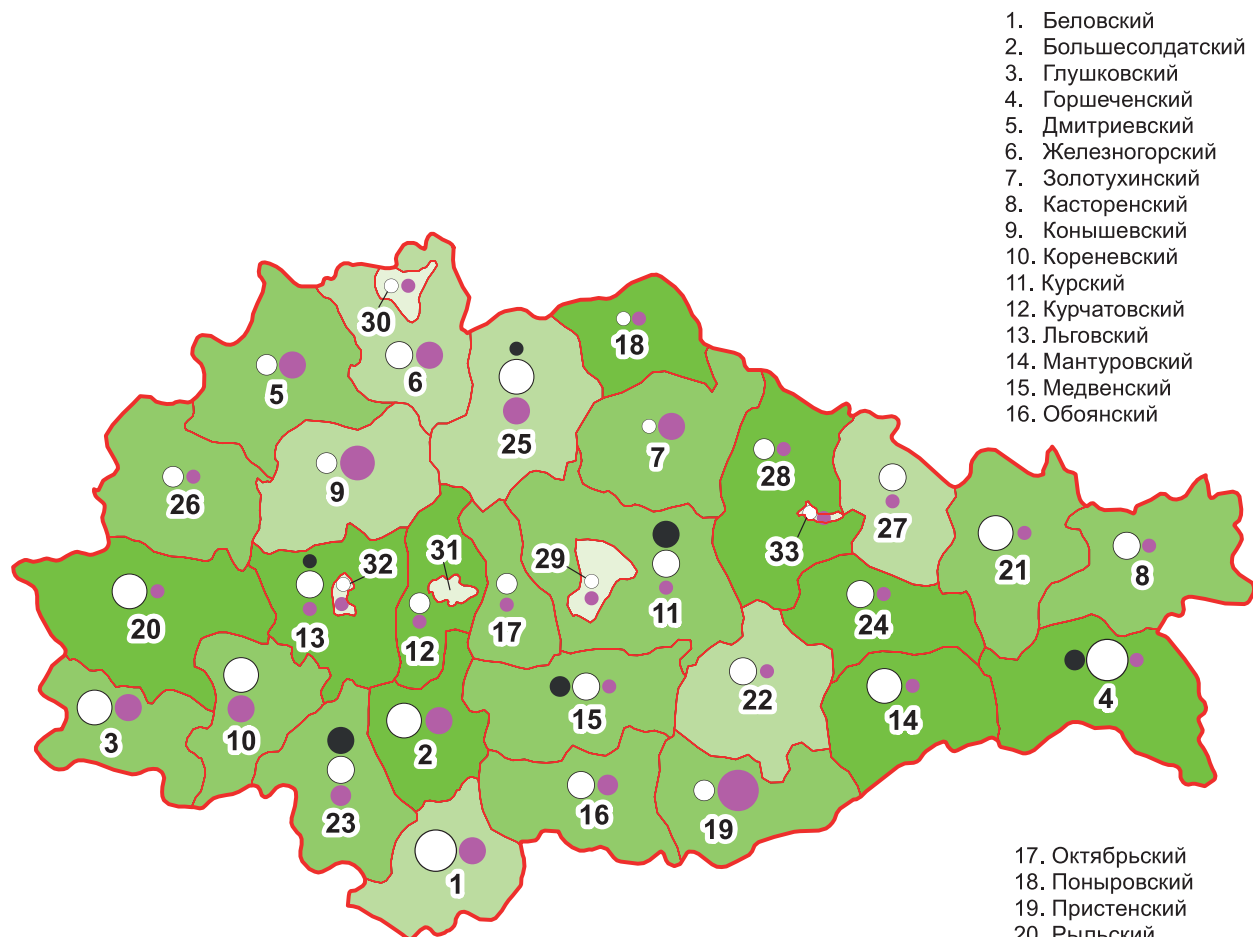 1. Беловский
2. Большесолдатский
3. Глушковский
4. Горшеченский
5. Дмитриевский
6. Железногорский
7. Золотухинский
8. Касторенский
9. Конышевский
10. Кореневский
11. Курский
12. Курчатовский
13. Льговский
14. Мантуровский
15. Медвенский
16. Обоянский
30
18
5
6
25
7
28
26
9
27
33
31
32
29
21
8
20
13
12
17
11
24
22
4
3
10
2
15
14
23
16
19
1
17. Октябрьский
18. Поныровский
19. Пристенский
20. Рыльский